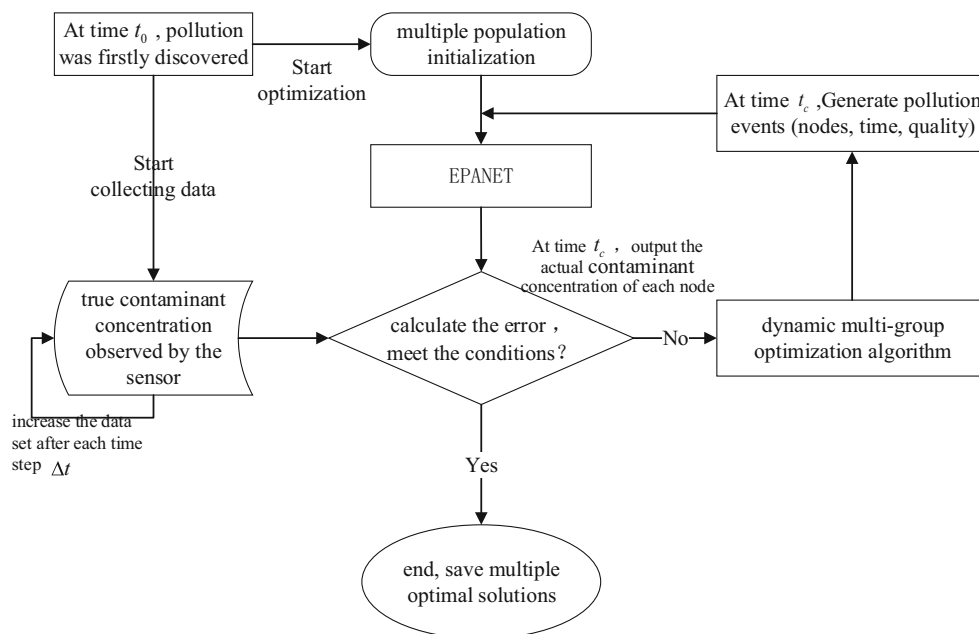 At time t₀ , pollution
was firstly discovered
Start
optimization
multiple population
initialization
At time t_c ,Generate pollution
events (nodes, time, quality)
Start
collecting data
EPANET
At time t_c ，output the
actual contaminant
concentration of each node
true contaminant
concentration
observed by the
sensor
calculate the error，
meet the conditions？
No
dynamic multi-group
optimization algorithm
increase the data
set after each time
step Δt
Yes
end, save multiple
optimal solutions